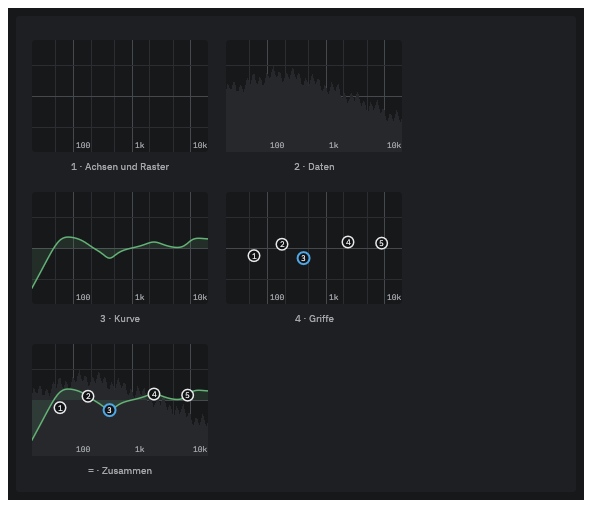 100 1k 10k
1 · Achsen und Raster
100 1k 10k
2 · Daten
100 1k 10k
3 · Kurve
1 2 3 4 5
100 1k 10k
4 · Griffe
1 2 3 4 5
100 1k 10k
= · Zusammen